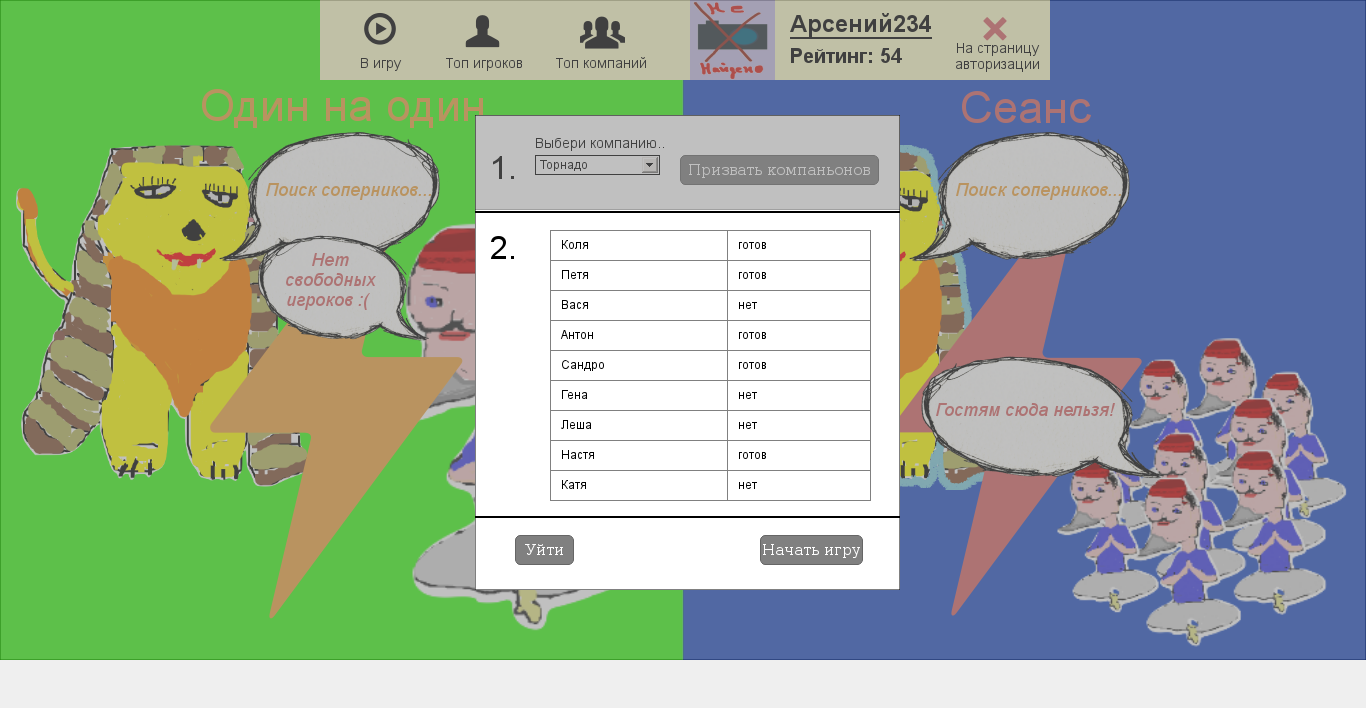 Не
Найдено
В игру
Топ игроков
Топ компаний
Арсений234
Рейтинг: 54
На страницу
авторизации
Один на один
Сеанс
Поиск соперников...
Нет
свободных
игроков :(
1.
Выбери компанию..
Торнадо
Призвать компаньонов
2.
Коля готов
Петя готов
Вася нет
Антон готов
Сандро готов
Гена нет
Леша нет
Настя готов
Катя нет
Уйти
Начать игру
Поиск соперников...
Гостям сюда нельзя!